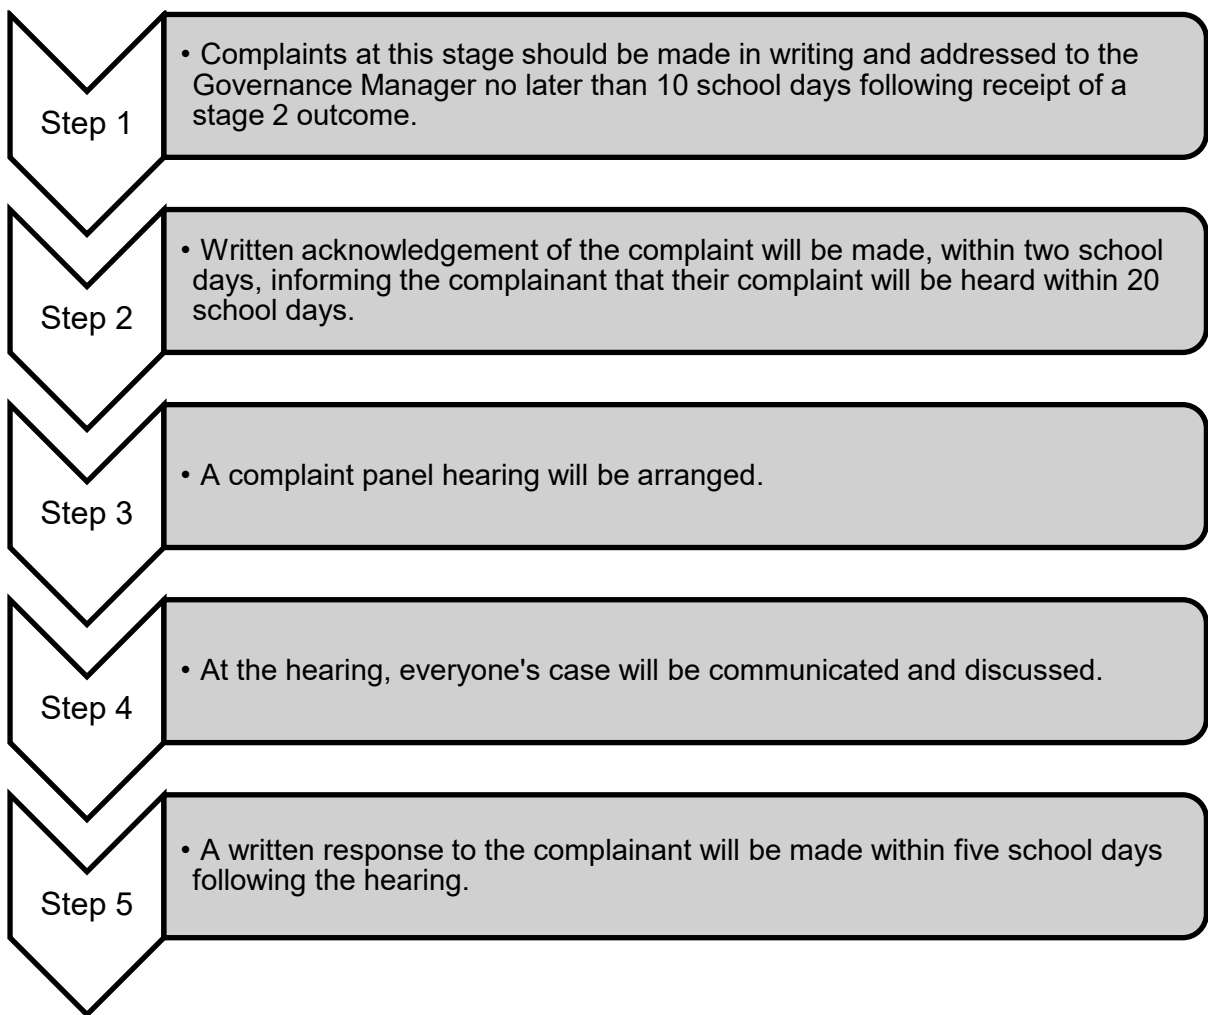 Step 1
• Complaints at this stage should be made in writing and addressed to the
Governance Manager no later than 10 school days following receipt of a
stage 2 outcome.
Step 2
• Written acknowledgement of the complaint will be made, within two school
days, informing the complainant that their complaint will be heard within 20
school days.
Step 3
• A complaint panel hearing will be arranged.
Step 4
• At the hearing, everyone's case will be communicated and discussed.
Step 5
• A written response to the complainant will be made within five school days
following the hearing.